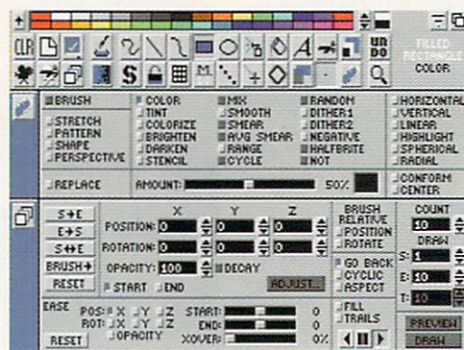 CLR UN DO FILLED RECTANGLE COLOR
$ A M
BRUSH COLOR MIX RANDOM HORIZONTAL
STRETCH TINT SMOOTH DITHER1 VERTICAL
PATTERN COLORIZE SMEAR DITHER2 LINEAR
SHAPE BRIGHTEN AVG SMEAR NEGATIVE HIGHLIGHT
PERSPECTIVE DARKEN RANGE HALFBRITE SPHERICAL
STENCIL CYCLE NOT RADIAL
REPLACE AMOUNT: 50% CONFORM
CENTER
X Y Z BRUSH RELATIVE COUNT
S→E POSITION: 0 0 0 POSITION 10
E→S ROTATION: 0 0 0 ROTATE DRAW
S↔E OPACITY: 100 DECAY GO BACK S: 1
BRUSH→ START END ADJUST... CYCLIC E: 10
RESET ASPECT T: 10
EASE POS: X Y Z START: 0 FILL
ROT: X Y Z END: 0 TRAILS PREVIEW
RESET OPACITY XOVER: 0% DRAW